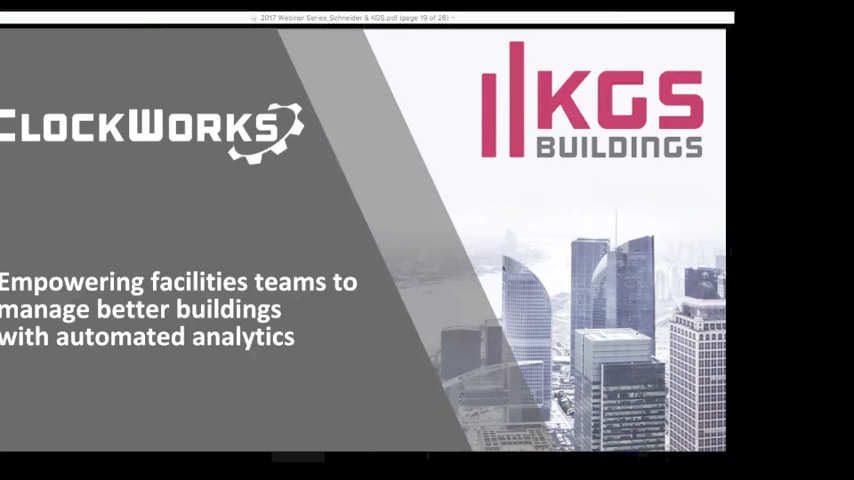 2017 Webinar Series_Schneider & KGS.pdf (page 19 of 26)
CLOCKWORKS
KGS
BUILDINGS
Empowering facilities teams to
manage better buildings
with automated analytics